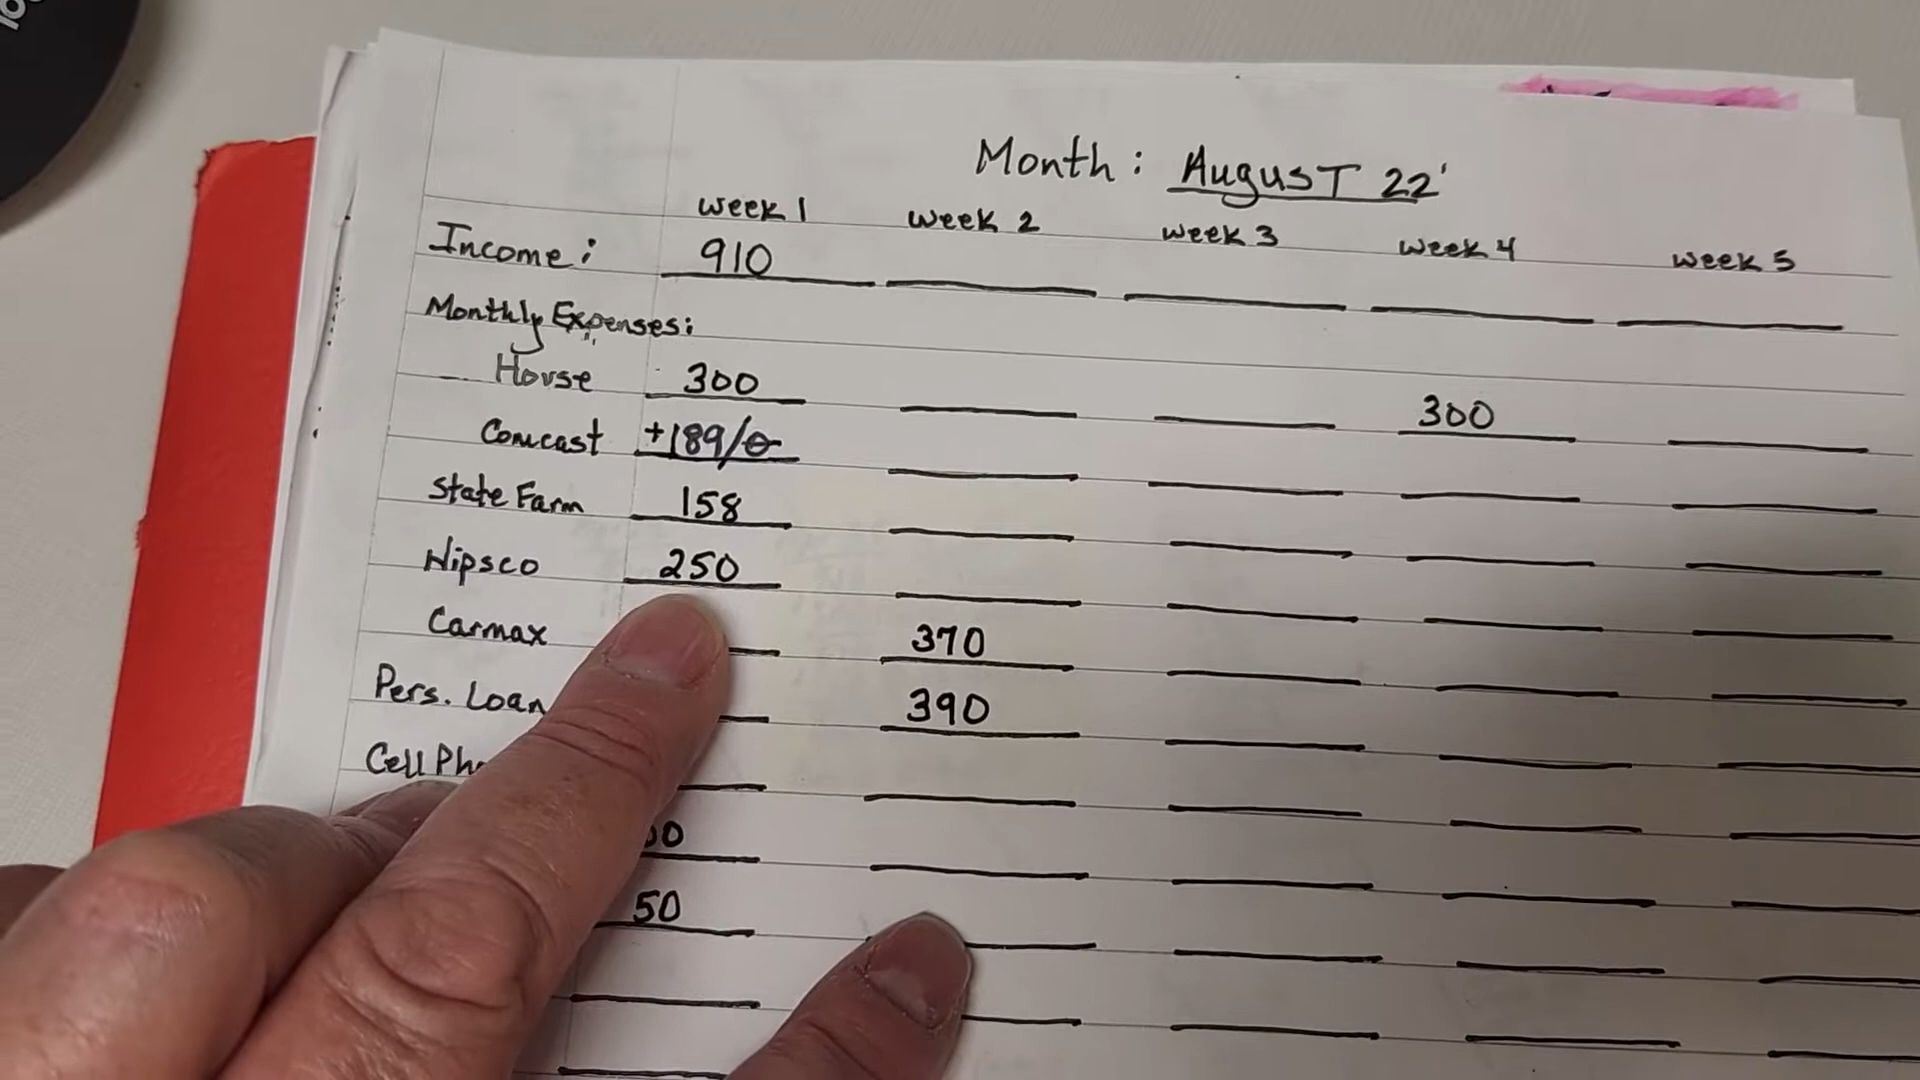 Month: AugusT 22'
week 1 week 2 week 3 week 4 week 5
Income: 910
Monthly Expenses:
House 300 300
Comcast +189/0
State Farm 158
Nipsco 250
Carmax 370
Pers. Loan 390
Cell
50